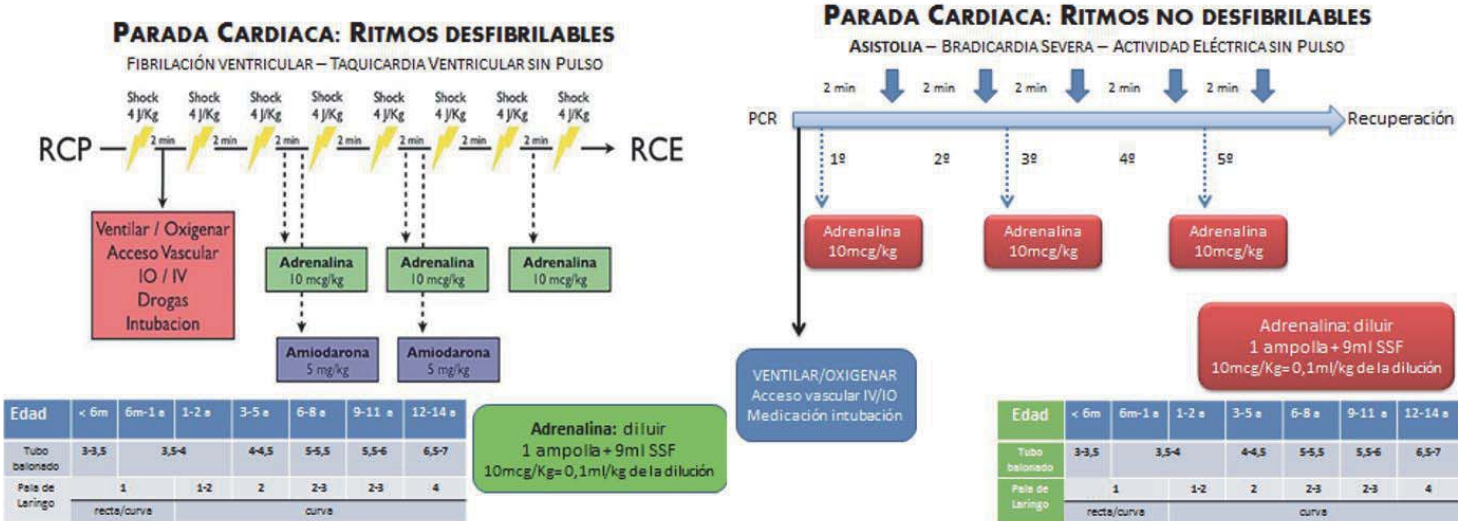 PARADA CARDIACA: RITMOS DESFIBRILABLES
FIBRILACIÓN VENTRICULAR – TAQUICARDIA VENTRICULAR SIN PULSO
Shock Shock Shock Shock Shock Shock Shock Shock
4 J/Kg 4 J/Kg 4 J/Kg 4 J/Kg 4 J/Kg 4 J/Kg 4 J/Kg 4 J/Kg
RCP 2 min 2 min 2 min 2 min 2 min 2 min 2 min RCE
Ventilar / Oxigenar
Acceso Vascular
IO / IV
Drogas
Intubacion
Adrenalina Adrenalina Adrenalina
10 mcg/kg 10 mcg/kg 10 mcg/kg
Amiodarona Amiodarona
5 mg/kg 5 mg/kg
Edad < 6m 6m-1 a 1-2 a 3-5 a 6-8 a 9-11 a 12-14 a
Tubo balonado 3-3,5 3,5-4 4-4,5 5-5,5 5,5-6 6,5-7
Pala de Laringo 1 1-2 2 2-3 2-3 4
recta/curva curva
Adrenalina: diluir
1 ampolla + 9ml SSF
10mcg/Kg= 0,1ml/kg de la dilución
PARADA CARDIACA: RITMOS NO DESFIBRILABLES
ASISTOLIA – BRADICARDIA SEVERA – ACTIVIDAD ELÉCTRICA SIN PULSO
2 min 2 min 2 min 2 min 2 min
PCR Recuperación
1º 2º 3º 4º 5º
Adrenalina Adrenalina Adrenalina
10mcg/kg 10mcg/kg 10mcg/kg
Adrenalina: diluir
1 ampolla + 9ml SSF
10mcg/Kg= 0,1ml/kg de la dilución
VENTILAR/OXIGENAR
Acceso vascular IV/IO
Medicación intubación
Edad < 6m 6m-1 a 1-2 a 3-5 a 6-8 a 9-11 a 12-14 a
Tubo balonado 3-3,5 3,5-4 4-4,5 5-5,5 5,5-6 6,5-7
Pala de Laringo 1 1-2 2 2-3 2-3 4
recta/curva curva